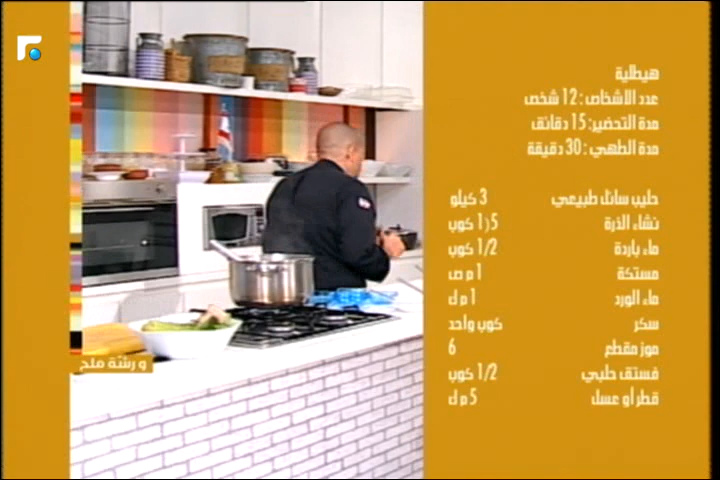 هيطلية
عدد الاشخاص : 12 شخص
مدة التحضير: 15 دقائق
مدة الطهي : 30 دقيقة
حليب سائل طبيعي 3 كيلو
نشاء الذرة 5(1 كوب
ماء باردة 1/2 كوب
مستكة 1 م ص
ماء الورد 1 م ك
سكر كوب واحد
موز مقطع 6
فستق حلبي 1/2 كوب
قطر أو عسل 5 م ك
و رشة ملح